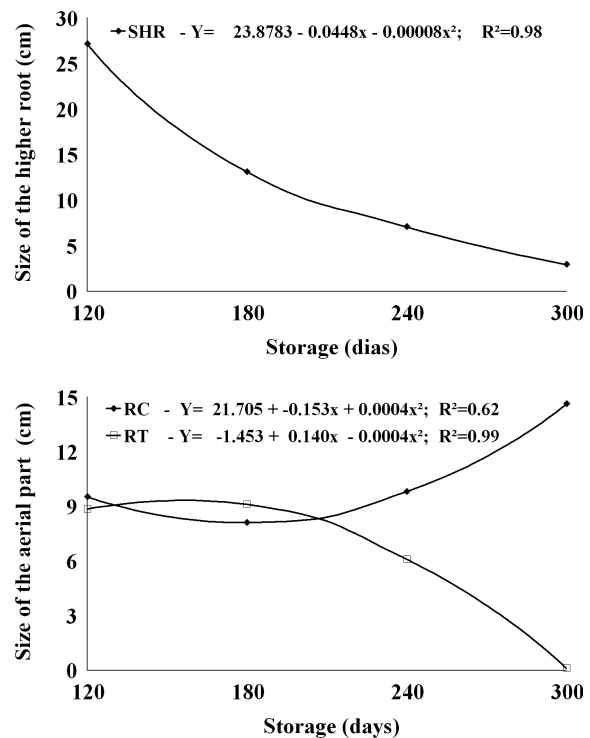 30
SHR - Y= 23.8783 - 0.0448x - 0.00008x²; R²=0.98
25
20
15
10
5
0
120 180 240 300
Size of the higher root (cm)
Storage (dias)
15
RC - Y= 21.705 + -0.153x + 0.0004x²; R²=0.62
RT - Y= -1.453 + 0.140x - 0.0004x²; R²=0.99
12
9
6
3
0
120 180 240 300
Size of the aerial part (cm)
Storage (days)